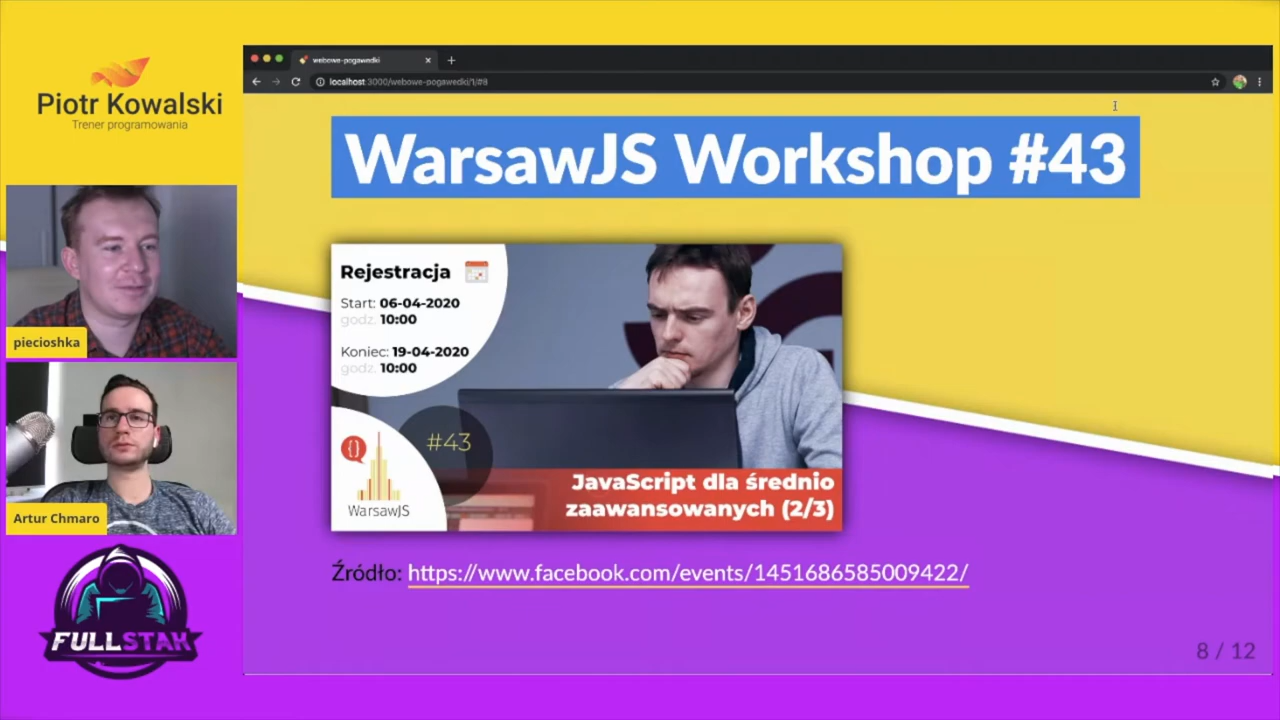 Piotr Kowalski
Trener programowania
piecioshka
Artur Chmaro
FULLSTAK
webowe-pogawedki
localhost:3000/webowe-pogawedki/1/#8
WarsawJS Workshop #43
Rejestracja
Start: 06-04-2020
godz. 10:00
Koniec: 19-04-2020
godz. 10:00
{}
#43
WarsawJS
JavaScript dla średnio
zaawansowanych (2/3)
Źródło: https://www.facebook.com/events/1451686585009422/
8 / 12